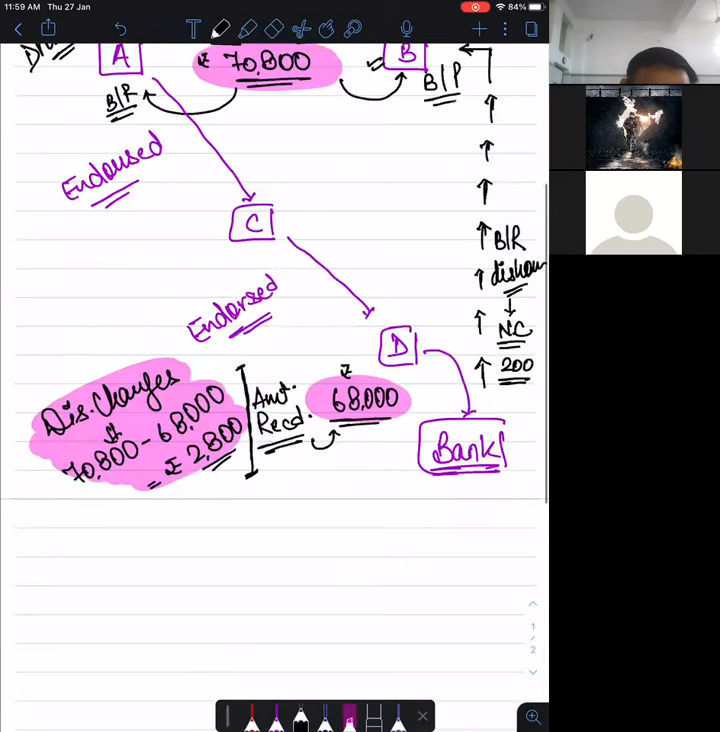 11:59 AM Thu 27 Jan
84%
A
₹ 70,800
B
B/R
B/P
Endorsed
C
B/R
dishon
NC
200
Endorsed
D
₹
68,000
Amt.
Recd.
Dis. Charges
70,800 - 68,000
= ₹ 2,800
Bank
1
/
2